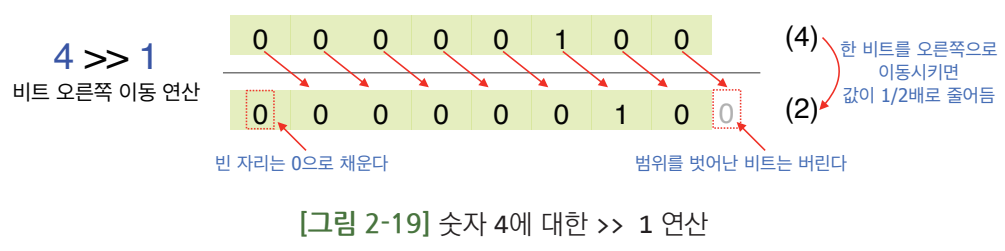 4 >> 1
비트 오른쪽 이동 연산
0 0 0 0 0 1 0 0 (4)
한 비트를 오른쪽으로
이동시키면
값이 1/2배로 줄어듬
0 0 0 0 0 0 1 0 0 (2)
빈 자리는 0으로 채운다
범위를 벗어난 비트는 버린다
[그림 2-19] 숫자 4에 대한 >> 1 연산